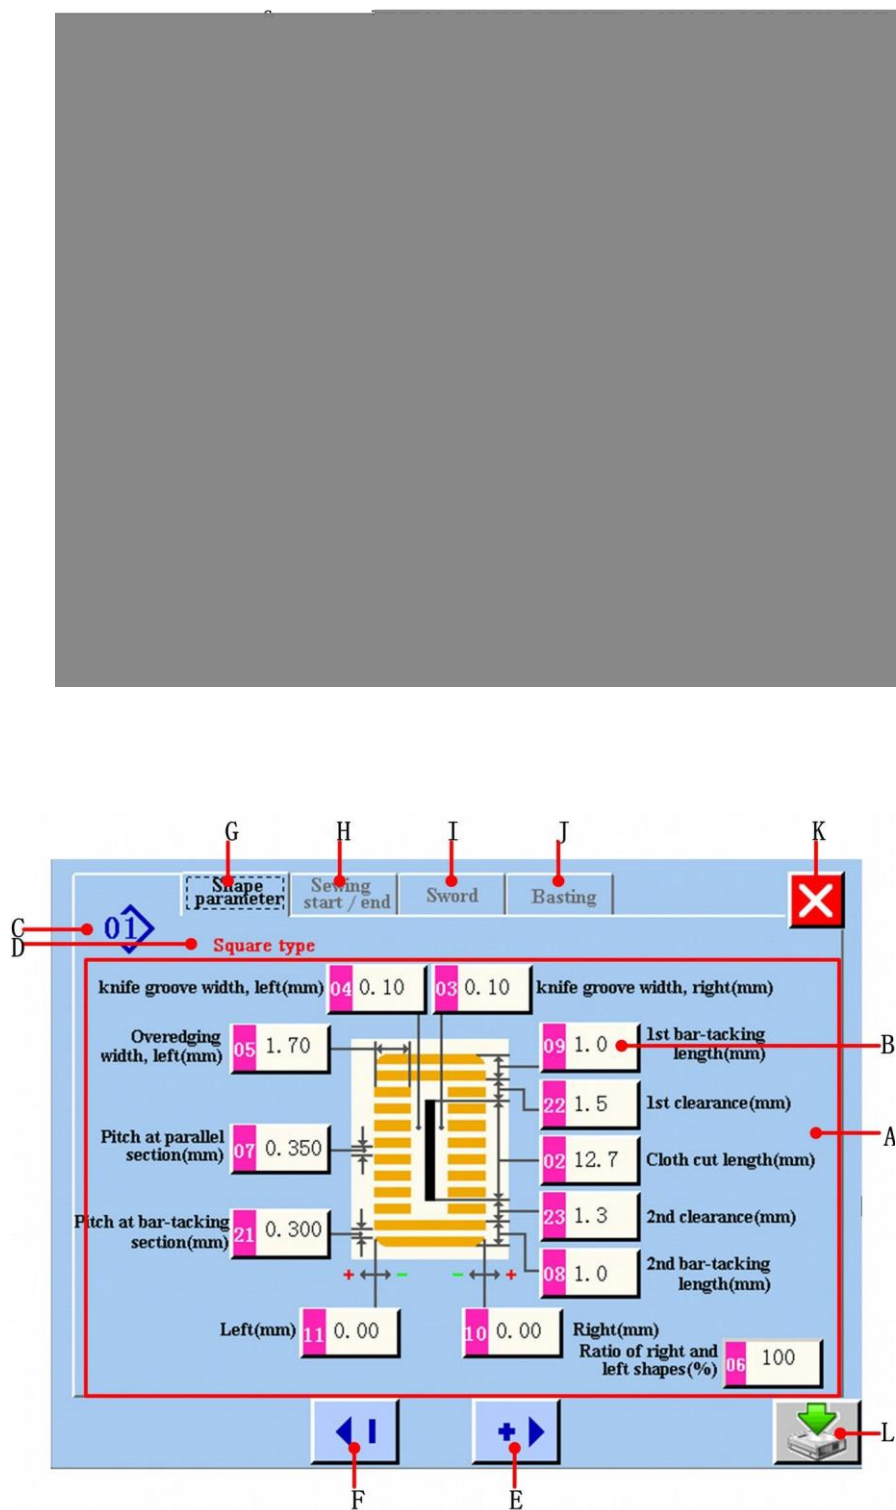 G H I J K
Shape parameter
Sewing start / end
Sword
Basting
C
01
D
Square type
knife groove width, left(mm) 04 0.10
03 0.10 knife groove width, right(mm)
Overedging width, left(mm) 05 1.70
09 1.0 1st bar-tacking length(mm)
B
22 1.5 1st clearance(mm)
A
Pitch at parallel section(mm) 07 0.350
02 12.7 Cloth cut length(mm)
Pitch at bar-tacking section(mm) 21 0.300
23 1.3 2nd clearance(mm)
08 1.0 2nd bar-tacking length(mm)
+ - - +
Left(mm) 11 0.00
10 0.00 Right(mm)
Ratio of right and left shapes(%) 06 100
+
L
F E